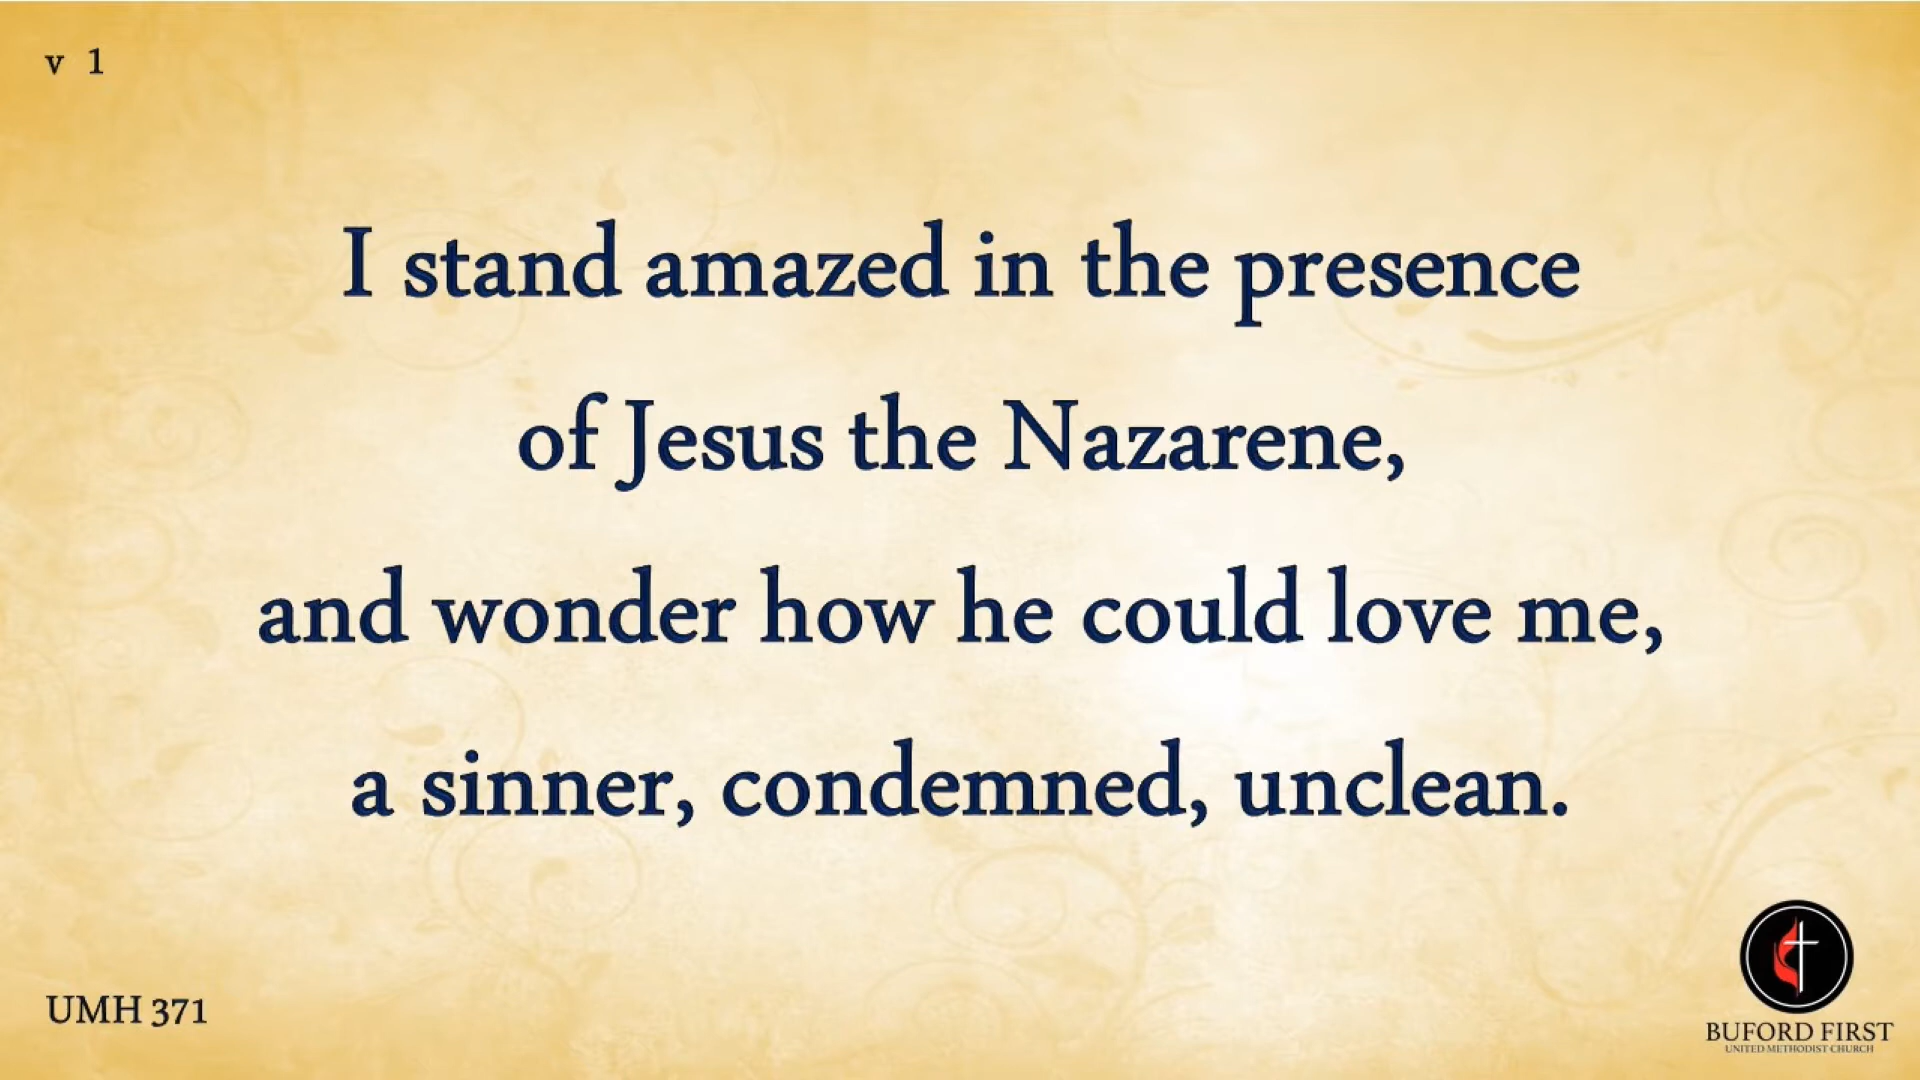 v 1
I stand amazed in the presence
of Jesus the Nazarene,
and wonder how he could love me,
a sinner, condemned, unclean.
UMH 371
BUFORD FIRST
UNITED METHODIST CHURCH